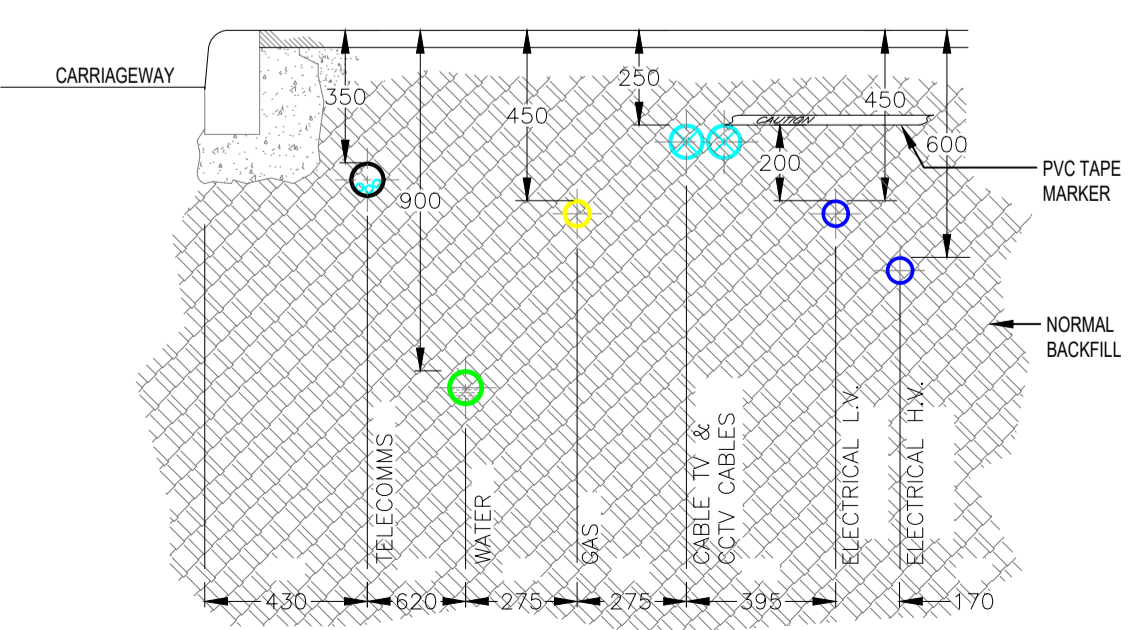 CARRIAGEWAY
350
900
450
250
CAUTION
200
450
600
PVC TAPE
MARKER
NORMAL
BACKFILL
TELECOMMS
WATER
GAS
CABLE TV &
CCTV CABLES
ELECTRICAL L.V.
ELECTRICAL H.V.
430
620
275
275
395
170